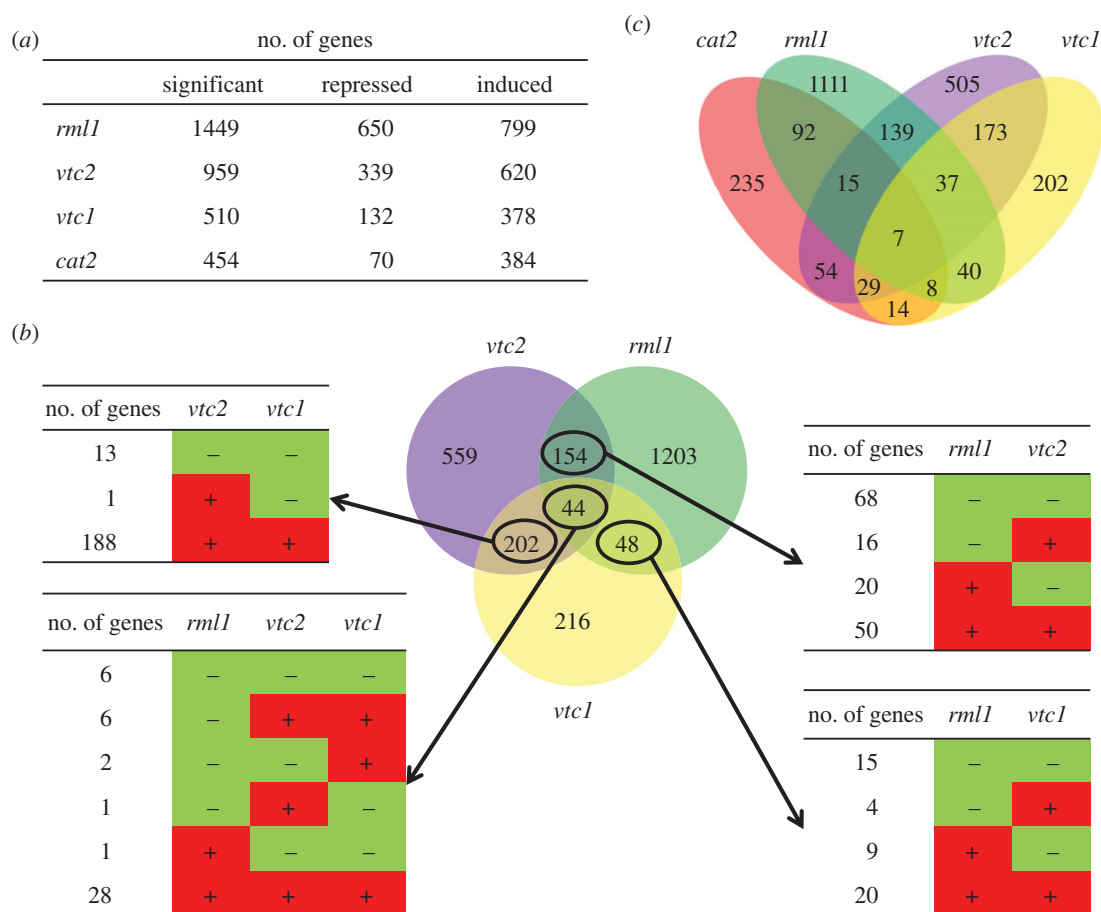 (a)
no. of genes
significant repressed induced
rml1 1449 650 799
vtc2 959 339 620
vtc1 510 132 378
cat2 454 70 384
(c)
cat2 rml1 vtc2 vtc1
1111 505
92 139 173
235 15 37 202
7
54 29 8 40
14
(b)
vtc2 rml1
559 154 1203
44
202 48
216
vtc1
no. of genes vtc2 vtc1
13 – –
1 + –
188 + +
no. of genes rml1 vtc2 vtc1
6 – – –
6 – + +
2 – – +
1 – + –
1 + – –
28 + + +
no. of genes rml1 vtc2
68 – –
16 – +
20 + –
50 + +
no. of genes rml1 vtc1
15 – –
4 – +
9 + –
20 + +